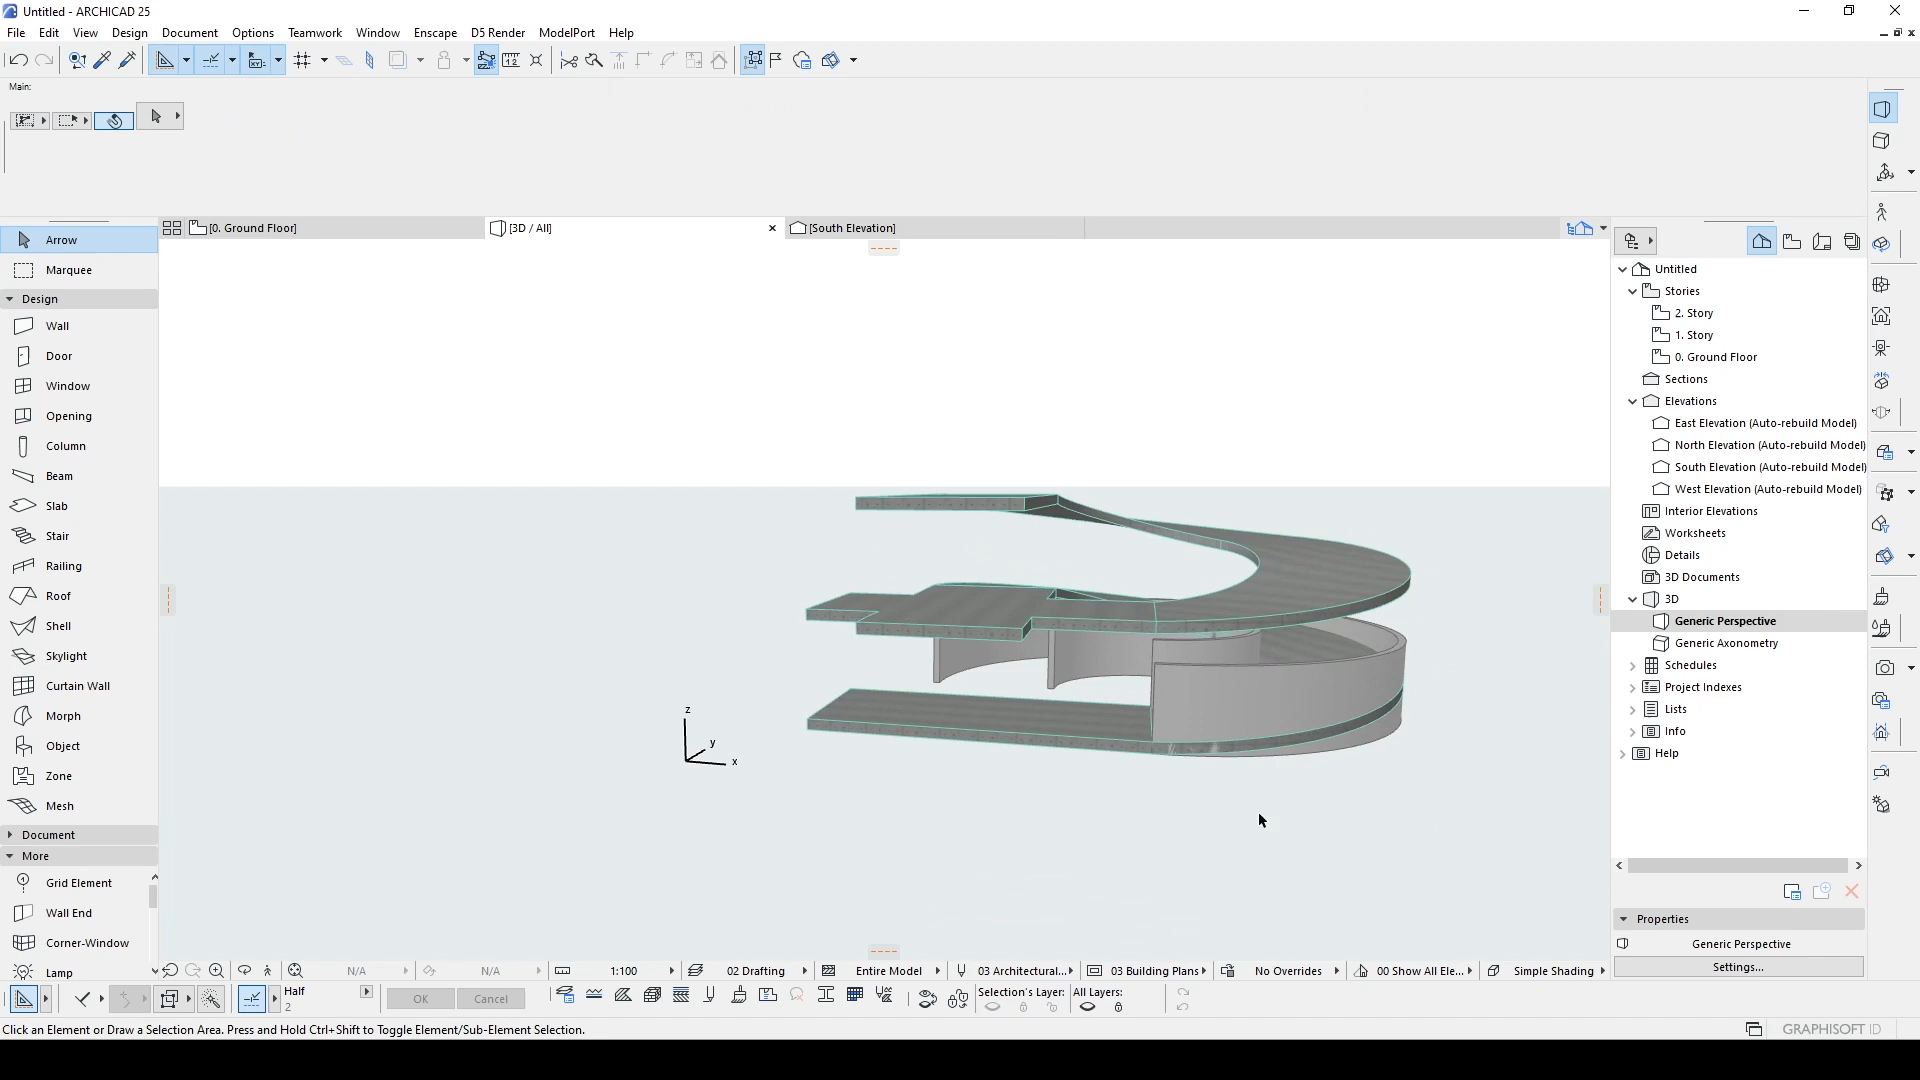 Untitled - ARCHICAD 25
File Edit View Design Document Options Teamwork Window Enscape D5 Render ModelPort Help
Main:
[0. Ground Floor]
[3D / All]
[South Elevation]
Arrow
Marquee
Design
Wall
Door
Window
Opening
Column
Beam
Slab
Stair
Railing
Roof
Shell
Skylight
Curtain Wall
Morph
Object
Zone
Mesh
Document
More
Grid Element
Wall End
Corner-Window
Lamp
z
y
x
Untitled
Stories
2. Story
1. Story
0. Ground Floor
Sections
Elevations
East Elevation (Auto-rebuild Model)
North Elevation (Auto-rebuild Model)
South Elevation (Auto-rebuild Model)
West Elevation (Auto-rebuild Model)
Interior Elevations
Worksheets
Details
3D Documents
3D
Generic Perspective
Generic Axonometry
Schedules
Project Indexes
Lists
Info
Help
Properties
Generic Perspective
Settings...
N/A N/A 1:100 02 Drafting Entire Model 03 Architectural... 03 Building Plans No Overrides 00 Show All Ele... Simple Shading
Half
2
OK Cancel
Selection's Layer: All Layers:
Click an Element or Draw a Selection Area. Press and Hold Ctrl+Shift to Toggle Element/Sub-Element Selection.
GRAPHISOFT ID